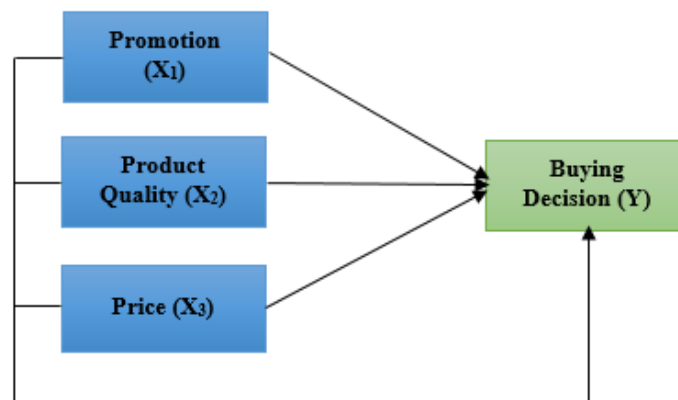 Promotion
(X₁)
Product
Quality (X₂)
Price (X₃)
Buying
Decision (Y)